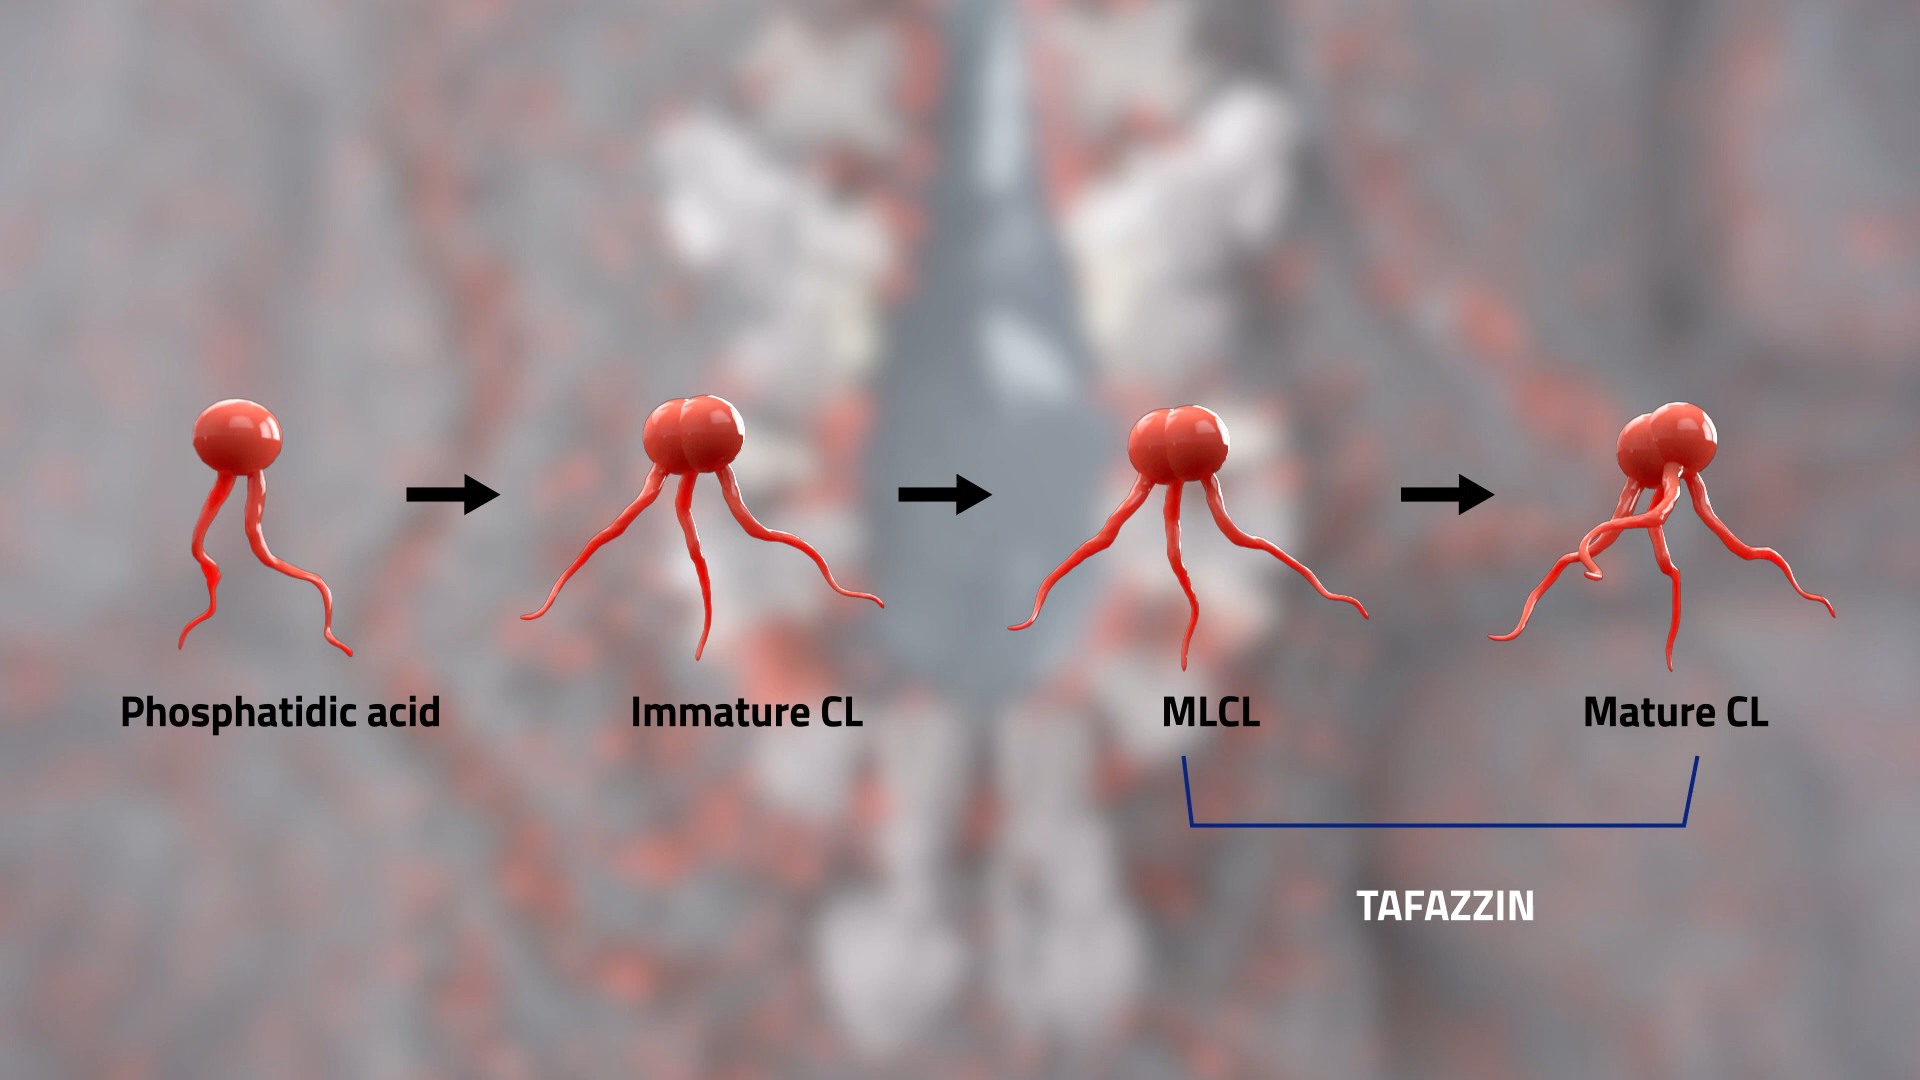 Phosphatidic acid
Immature CL
MLCL
Mature CL
TAFAZZIN